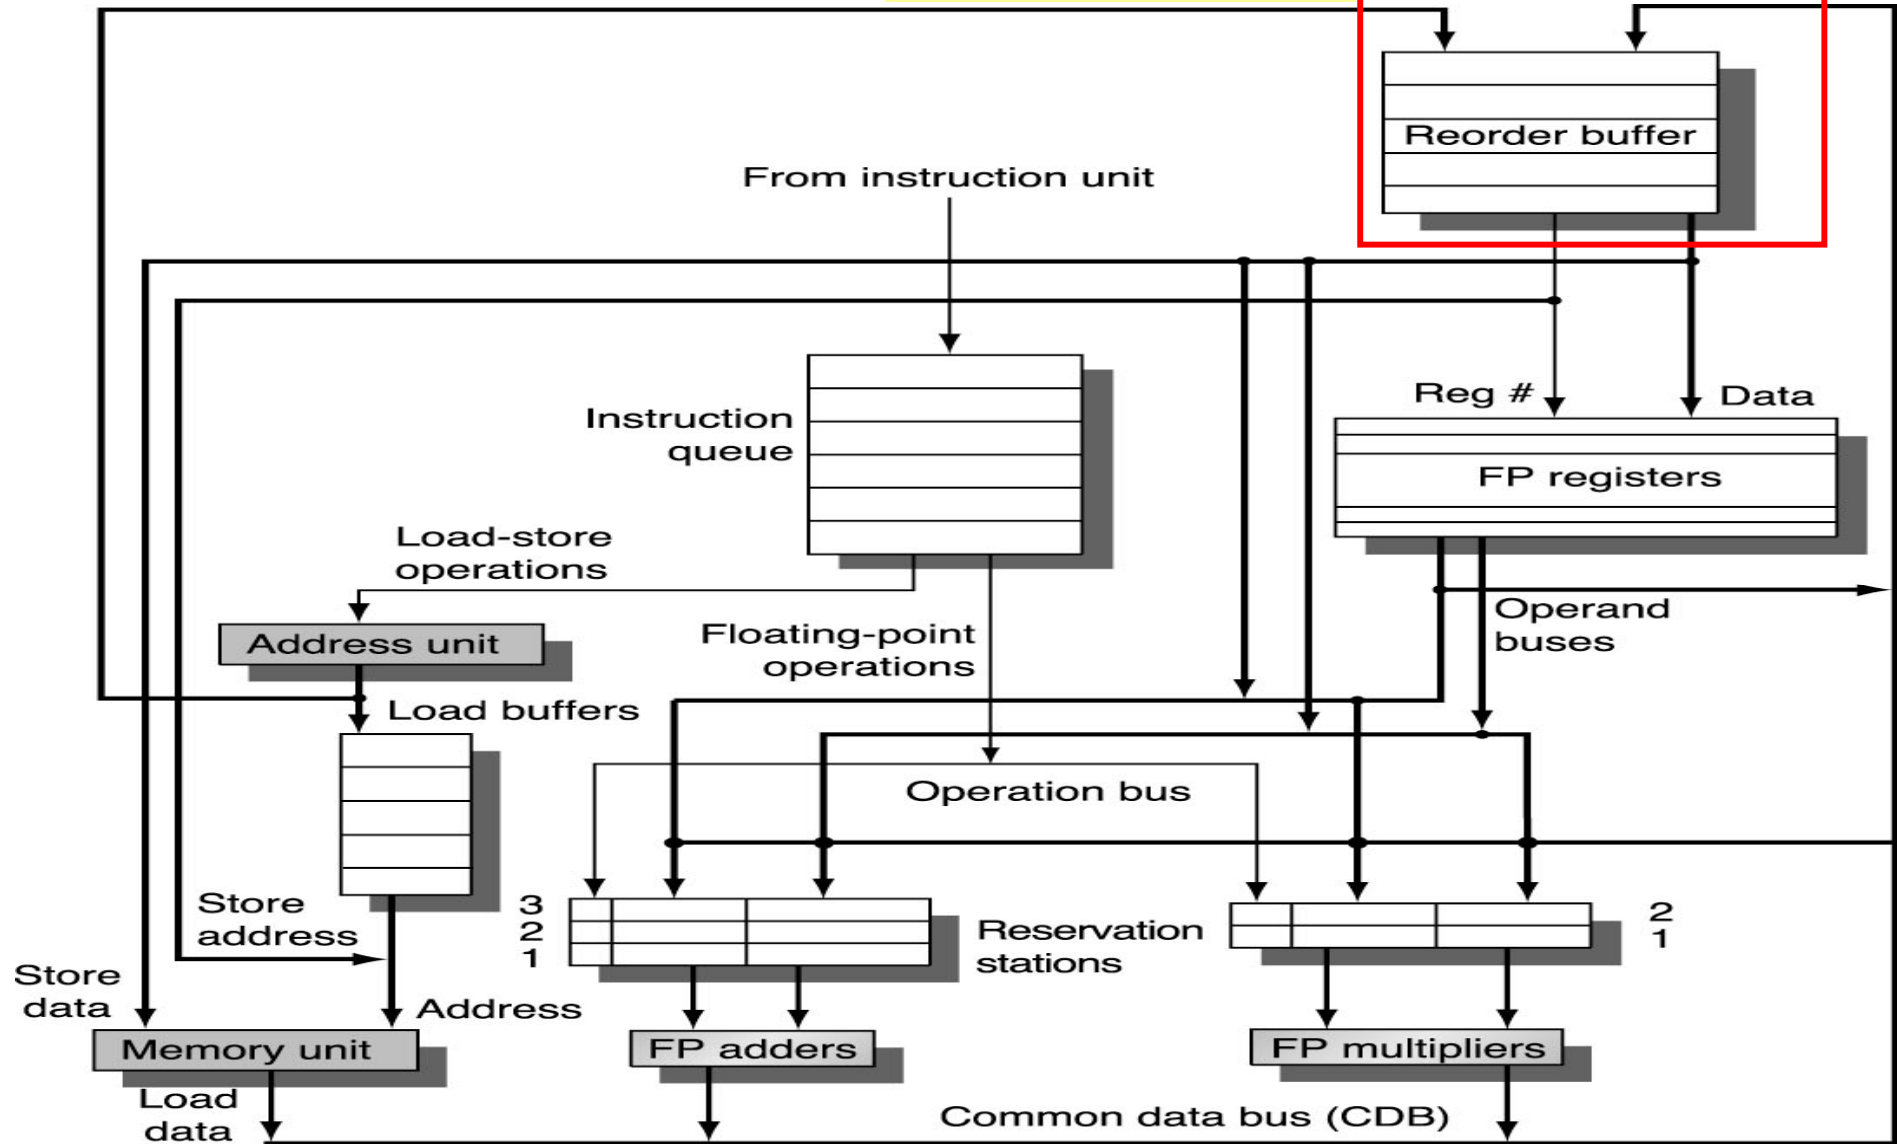 Reorder buffer
From instruction unit
Reg #
Data
Instruction
queue
FP registers
Load-store
operations
Operand
buses
Address unit
Floating-point
operations
Load buffers
Operation bus
Store
address
3
2
1
Reservation
stations
2
1
Store
data
Address
Memory unit
FP adders
FP multipliers
Load
data
Common data bus (CDB)